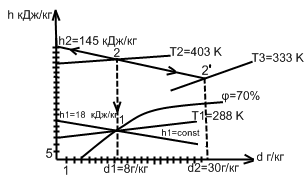 h кДж/кг
h2=145 кДж/кг
2
T2=403 K
T3=333 K
2'
φ=70%
h1=18 кДж/кг
1
T1=288 K
h1=const
5
1
d1=8г/кг
d2=30г/кг
d г/кг